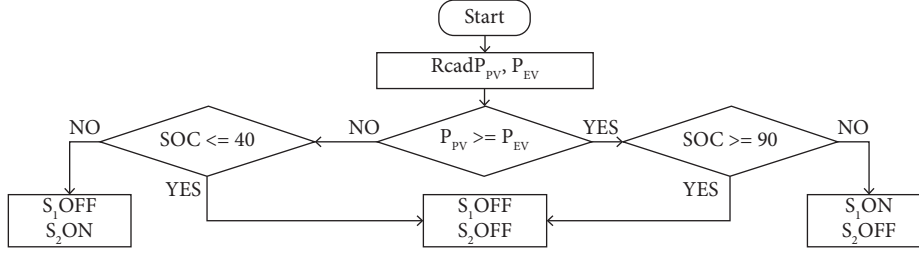 Start
RcadP_PV, P_EV
NO
SOC <= 40
NO
P_PV >= P_EV
YES
SOC >= 90
NO
YES
YES
S_1OFF
S_2ON
S_1OFF
S_2OFF
S_1ON
S_2OFF